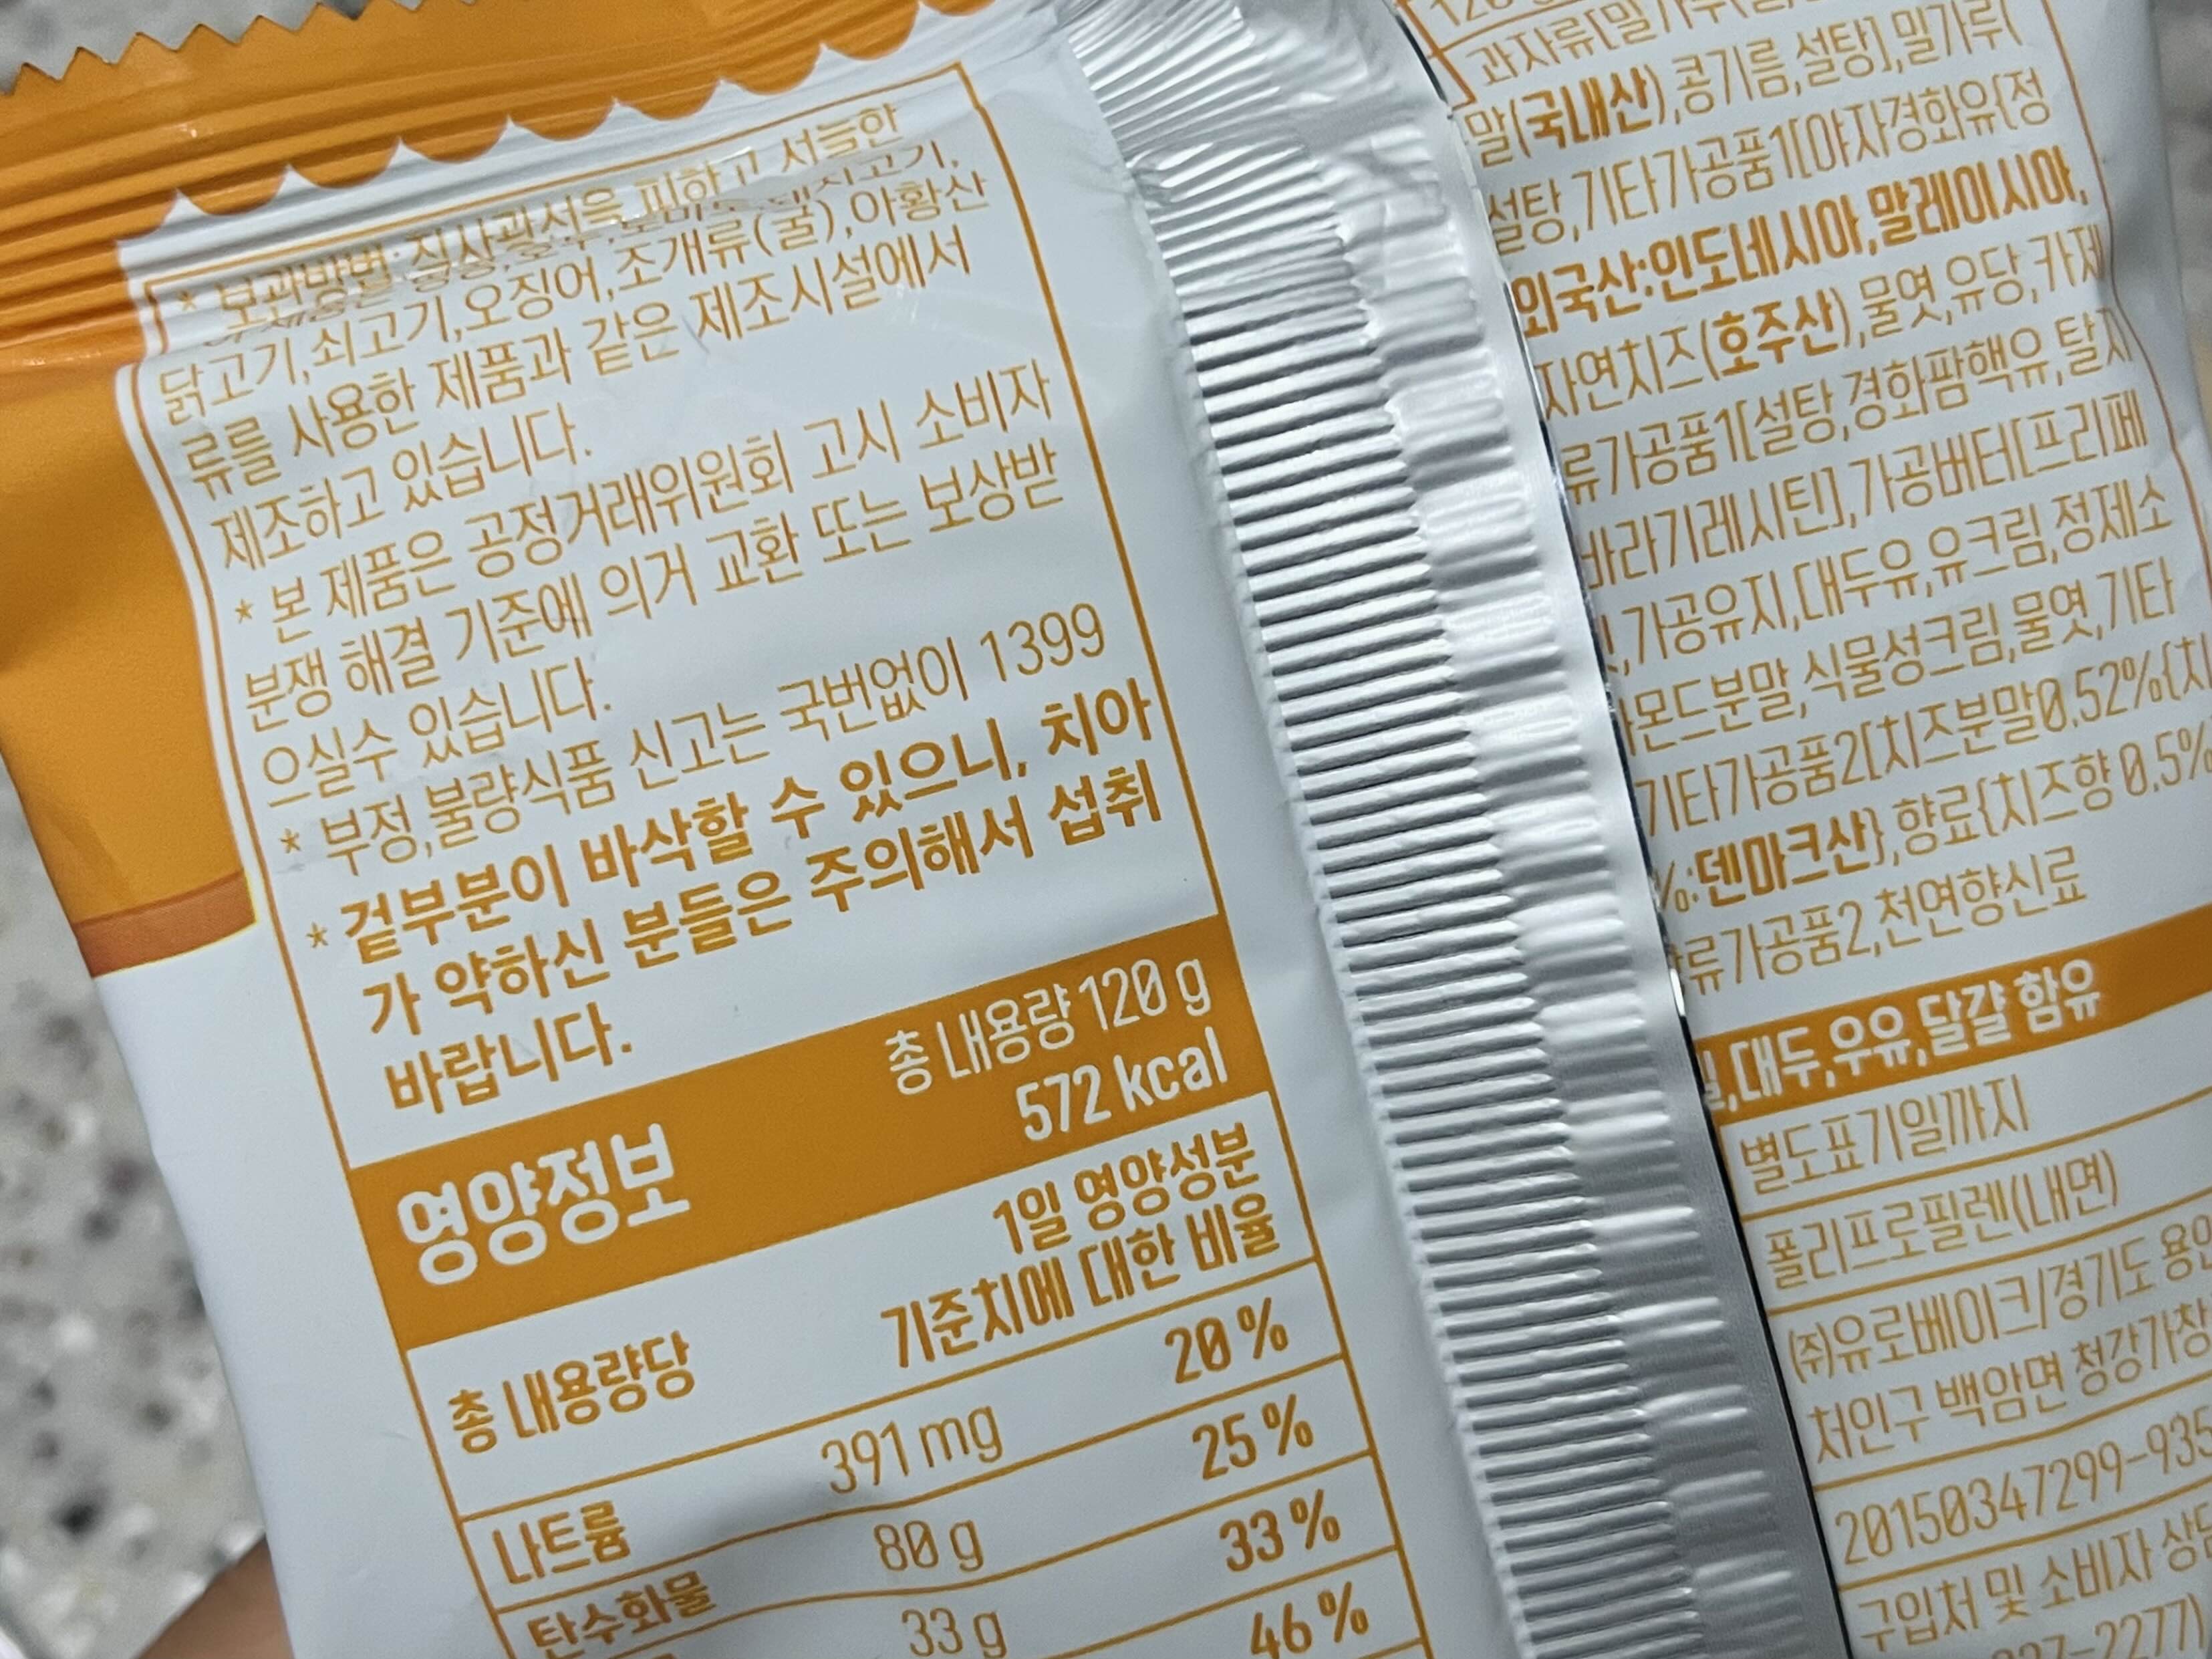 * 보관방법:직사광선을 피하고 서늘한
닭고기,쇠고기,오징어,조개류(굴),아황산
류를 사용한 제품과 같은 제조시설에서
제조하고 있습니다.
* 본 제품은 공정거래위원회 고시 소비자
분쟁 해결 기준에 의거 교환 또는 보상받
으실수 있습니다.
* 부정,불량식품 신고는 국번없이 1399
* 겉부분이 바삭할 수 있으니, 치아
가 약하신 분들은 주의해서 섭취
바랍니다.
영양정보
총 내용량 120 g
572 kcal
총 내용량당
1일 영양성분
기준치에 대한 비율
나트륨 391 mg 20 %
탄수화물 80 g 25 %
33 g 33 %
46 %
말(국내산),콩기름,설탕],밀가루(
설탕,기타가공품1[야자경화유{정
외국산:인도네시아,말레이시아,
자연치즈(호주산),물엿,유당,카제
류가공품1[설탕,경화팜핵유,탈지
바라기레시틴],가공버터[프리페
,가공유지,대두유,유크림,정제소
몬드분말,식물성크림,물엿,기타
기타가공품2[치즈분말0.52%{치
%:덴마크산},향료{치즈향 0.5%
류가공품2,천연향신료
,대두,우유,달걀 함유
별도표기일까지
폴리프로필렌(내면)
㈜유로베이크/경기도 용인
처인구 백암면 청강가창
20150347299-935
구입처 및 소비자 상담
-2277)